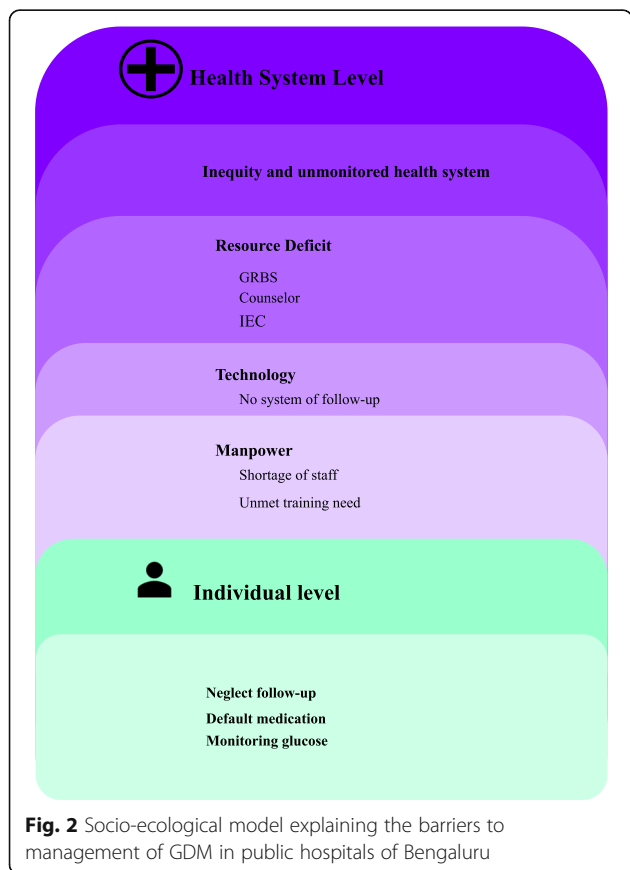 Health System Level
Inequity and unmonitored health system
Resource Deficit
GRBS
Counselor
IEC
Technology
No system of follow-up
Manpower
Shortage of staff
Unmet training need
Individual level
Neglect follow-up
Default medication
Monitoring glucose
Fig. 2 Socio-ecological model explaining the barriers to
management of GDM in public hospitals of Bengaluru